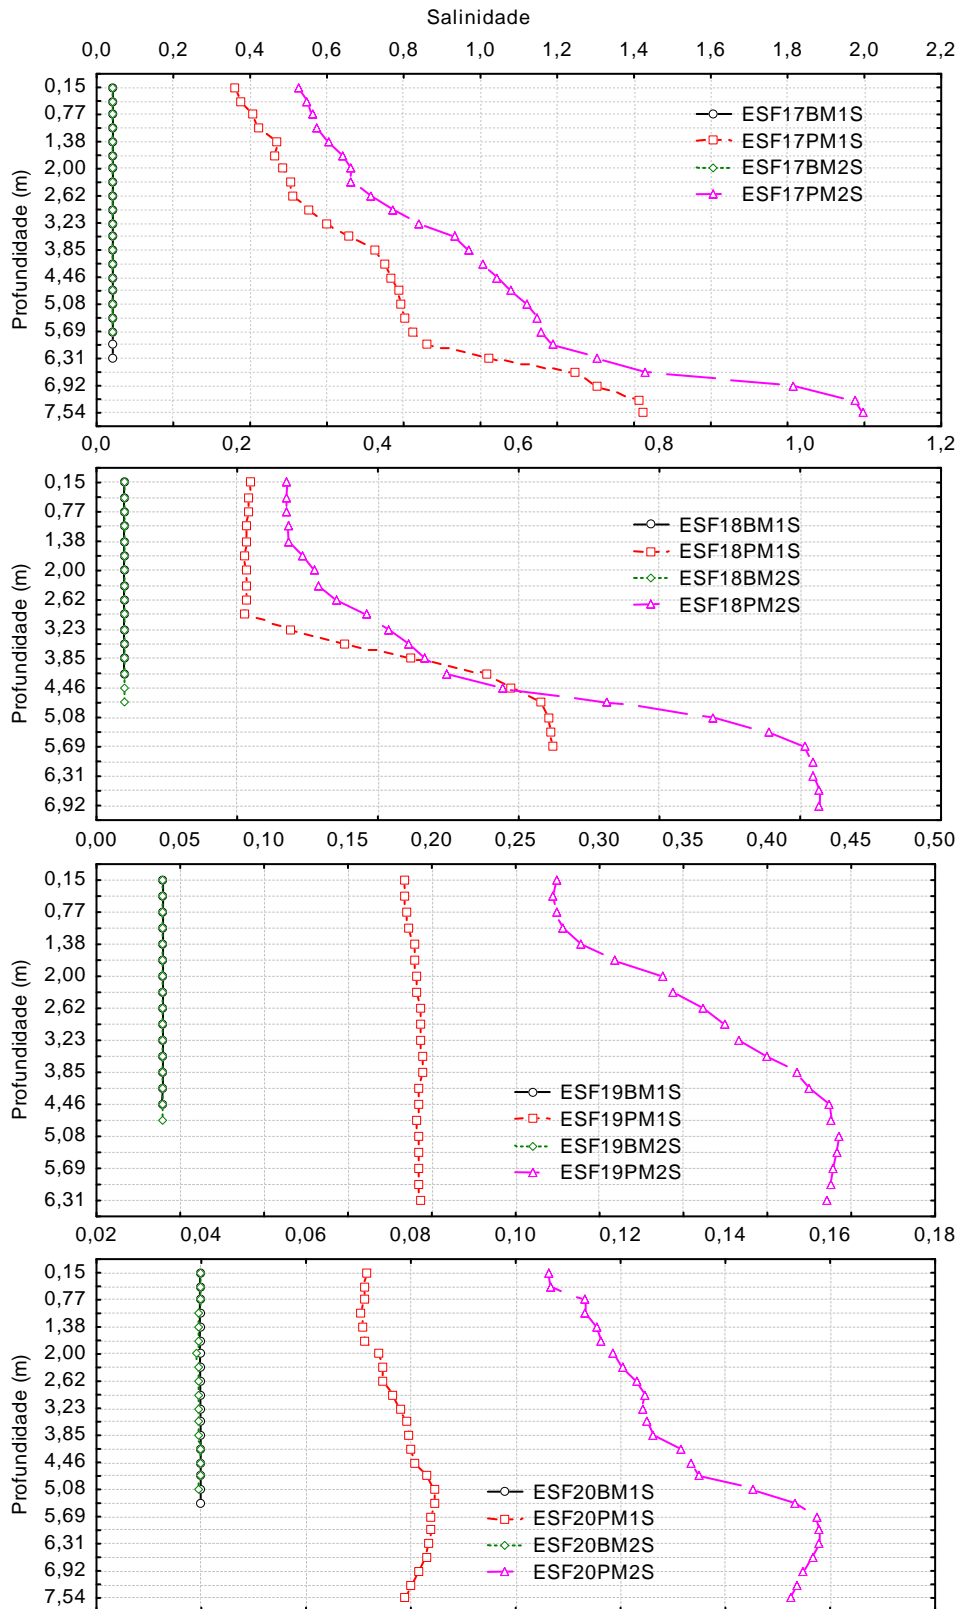 Salinidade
0,0 0,2 0,4 0,6 0,8 1,0 1,2 1,4 1,6 1,8 2,0 2,2
0,15
0,77
1,38
2,00
2,62
3,23
3,85
4,46
5,08
5,69
6,31
6,92
7,54
Profundidade (m)
ESF17BM1S
ESF17PM1S
ESF17BM2S
ESF17PM2S
0,0 0,2 0,4 0,6 0,8 1,0 1,2
0,15
0,77
1,38
2,00
2,62
3,23
3,85
4,46
5,08
5,69
6,31
6,92
Profundidade (m)
ESF18BM1S
ESF18PM1S
ESF18BM2S
ESF18PM2S
0,00 0,05 0,10 0,15 0,20 0,25 0,30 0,35 0,40 0,45 0,50
0,15
0,77
1,38
2,00
2,62
3,23
3,85
4,46
5,08
5,69
6,31
Profundidade (m)
ESF19BM1S
ESF19PM1S
ESF19BM2S
ESF19PM2S
0,02 0,04 0,06 0,08 0,10 0,12 0,14 0,16 0,18
0,15
0,77
1,38
2,00
2,62
3,23
3,85
4,46
5,08
5,69
6,31
6,92
7,54
Profundidade (m)
ESF20BM1S
ESF20PM1S
ESF20BM2S
ESF20PM2S